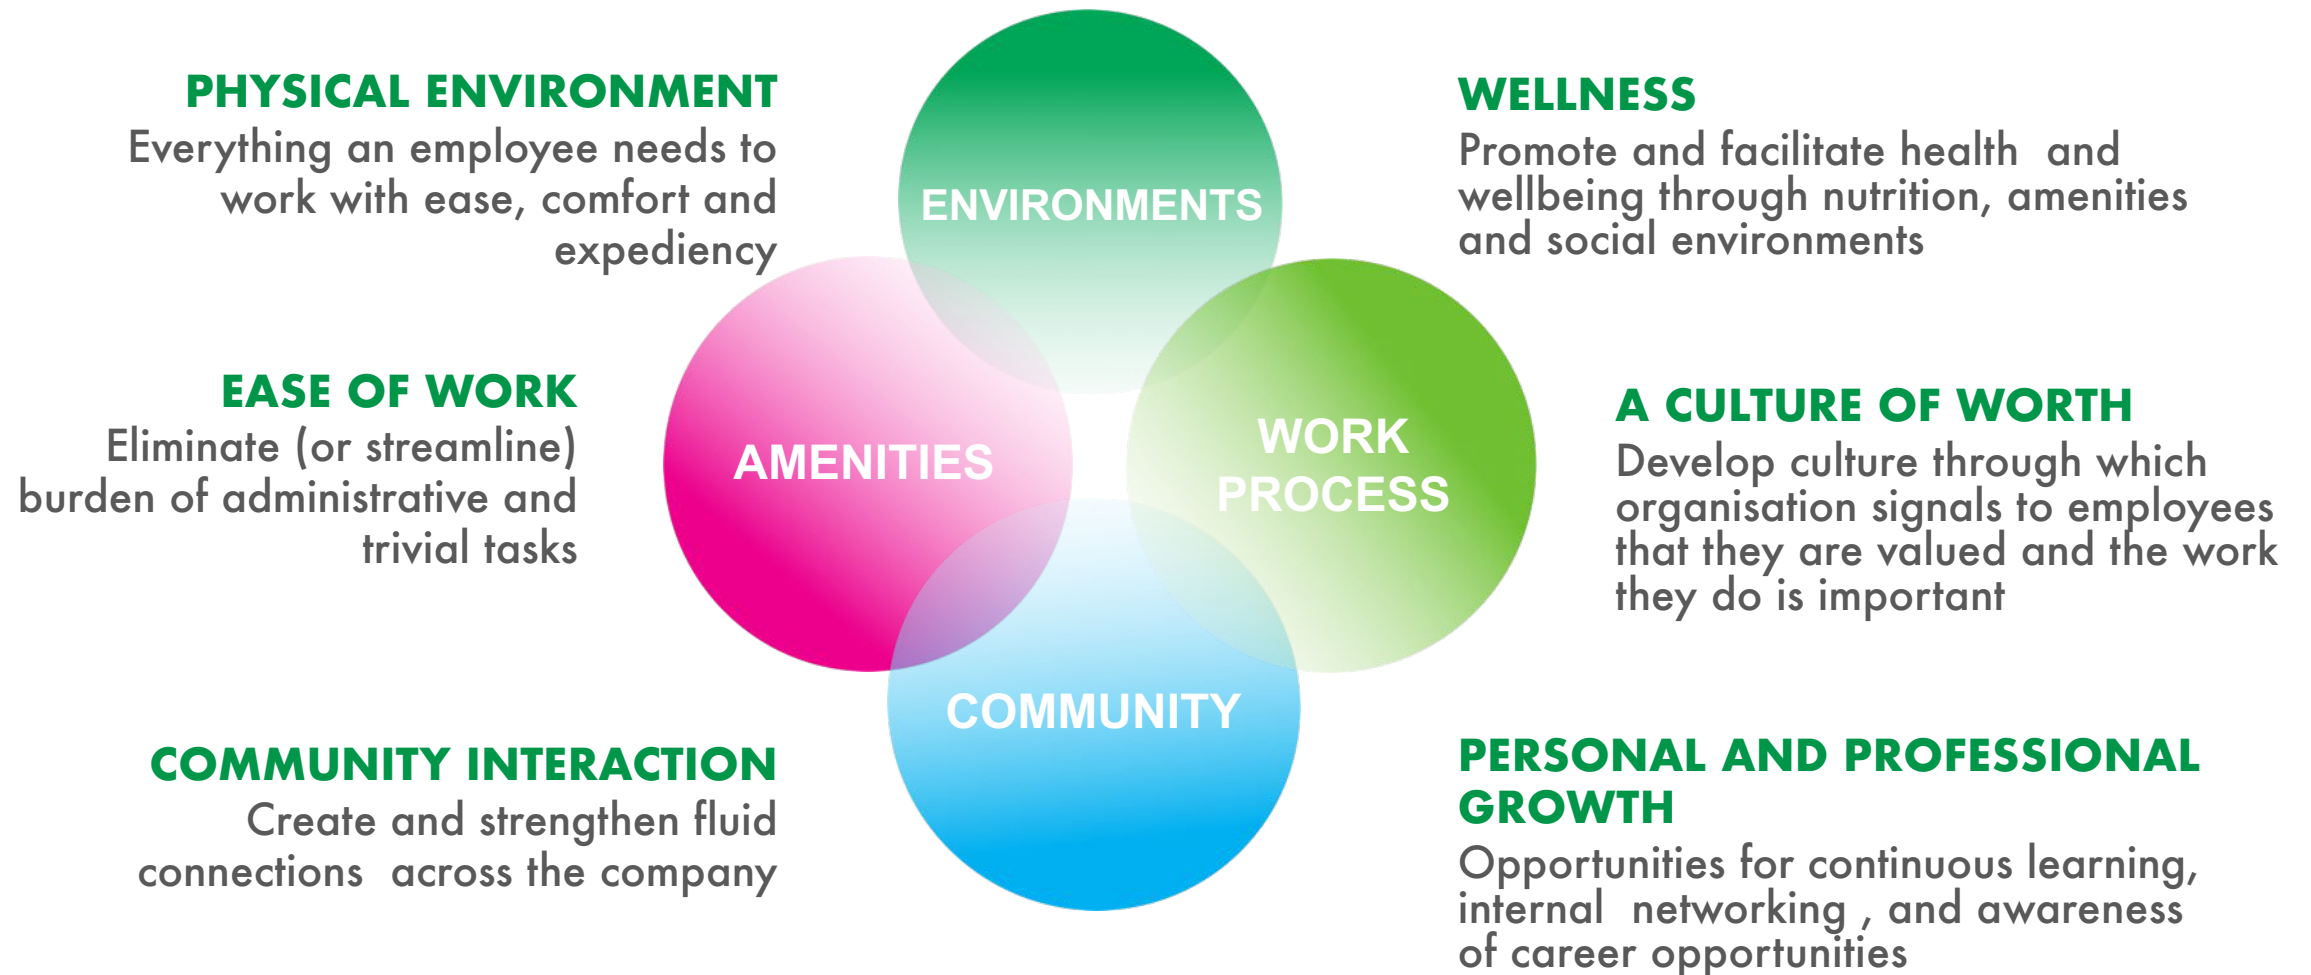 PHYSICAL ENVIRONMENT
Everything an employee needs to
work with ease, comfort and
expediency
EASE OF WORK
Eliminate (or streamline)
burden of administrative and
trivial tasks
COMMUNITY INTERACTION
Create and strengthen fluid
connections across the company
ENVIRONMENTS
AMENITIES
WORK
PROCESS
COMMUNITY
WELLNESS
Promote and facilitate health and
wellbeing through nutrition, amenities
and social environments
A CULTURE OF WORTH
Develop culture through which
organisation signals to employees
that they are valued and the work
they do is important
PERSONAL AND PROFESSIONAL
GROWTH
Opportunities for continuous learning,
internal networking , and awareness
of career opportunities